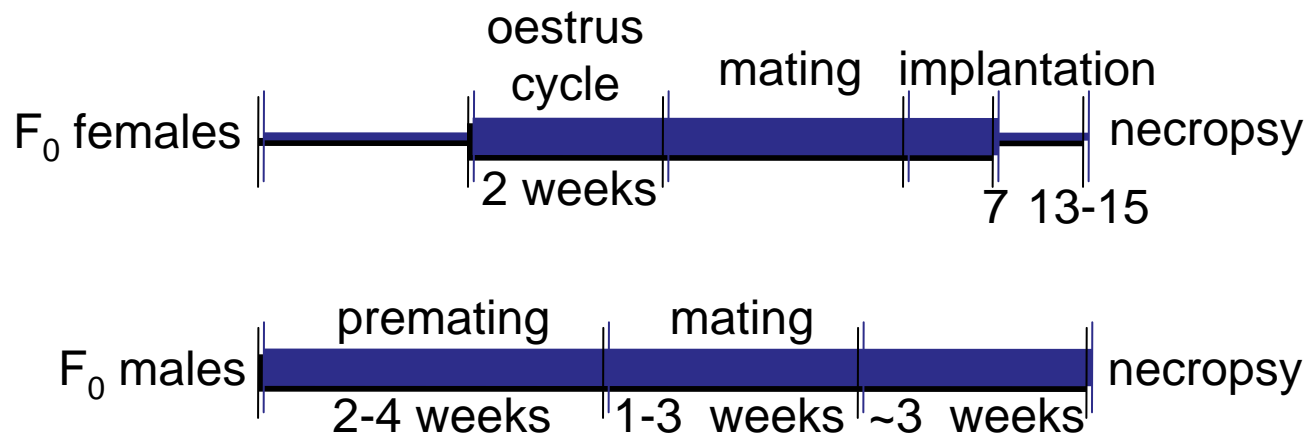 oestrus
cycle
mating
implantation
F₀ females
necropsy
2 weeks
7
13-15
premating
mating
F₀ males
necropsy
2-4 weeks
1-3 weeks
~3 weeks